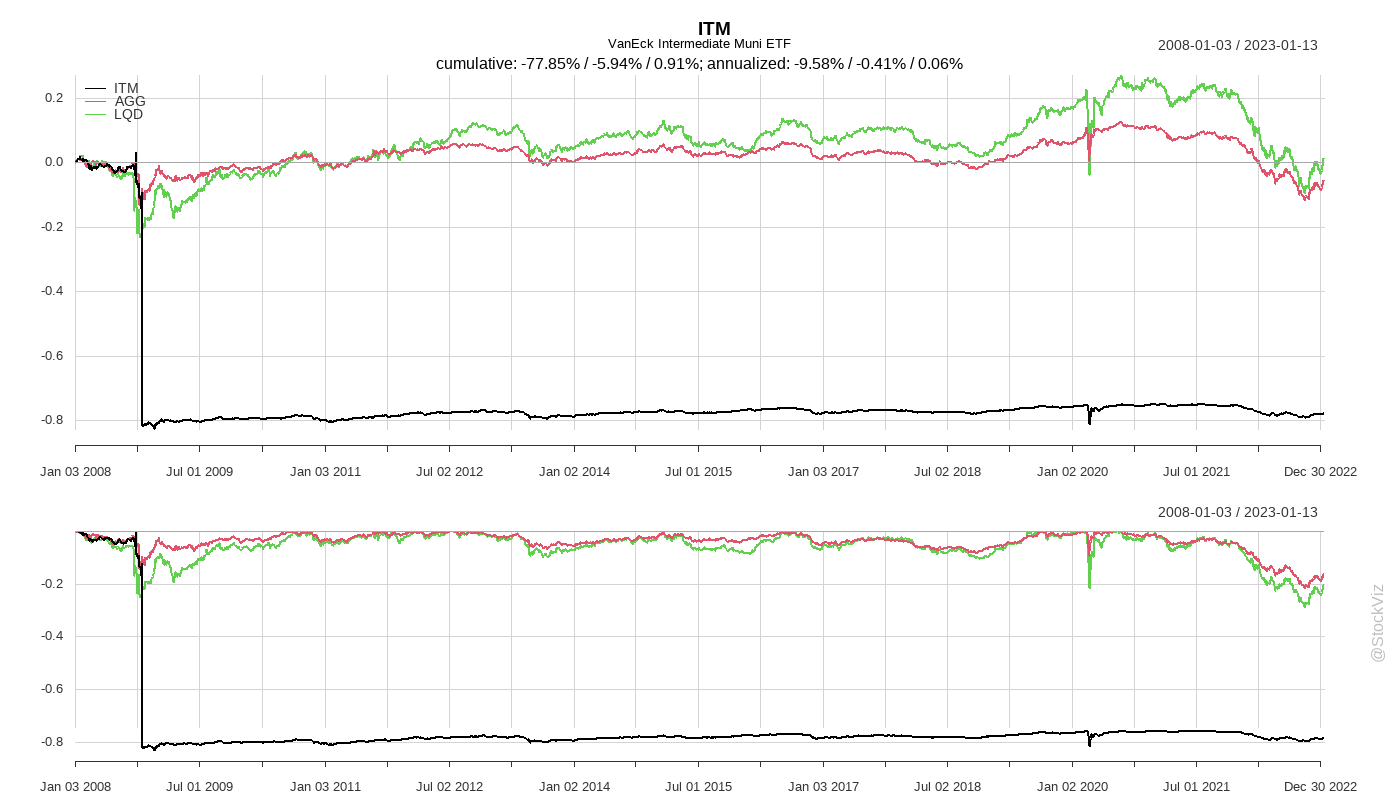 ITM
VanEck Intermediate Muni ETF
2008-01-03 / 2023-01-13
cumulative: -77.85% / -5.94% / 0.91%; annualized: -9.58% / -0.41% / 0.06%
ITM
AGG
LQD
0.2
0.0
-0.2
-0.4
-0.6
-0.8
Jan 03 2008 Jul 01 2009 Jan 03 2011 Jul 02 2012 Jan 02 2014 Jul 01 2015 Jan 03 2017 Jul 02 2018 Jan 02 2020 Jul 01 2021 Dec 30 2022
2008-01-03 / 2023-01-13
-0.2
-0.4
-0.6
-0.8
Jan 03 2008 Jul 01 2009 Jan 03 2011 Jul 02 2012 Jan 02 2014 Jul 01 2015 Jan 03 2017 Jul 02 2018 Jan 02 2020 Jul 01 2021 Dec 30 2022
@StockViz